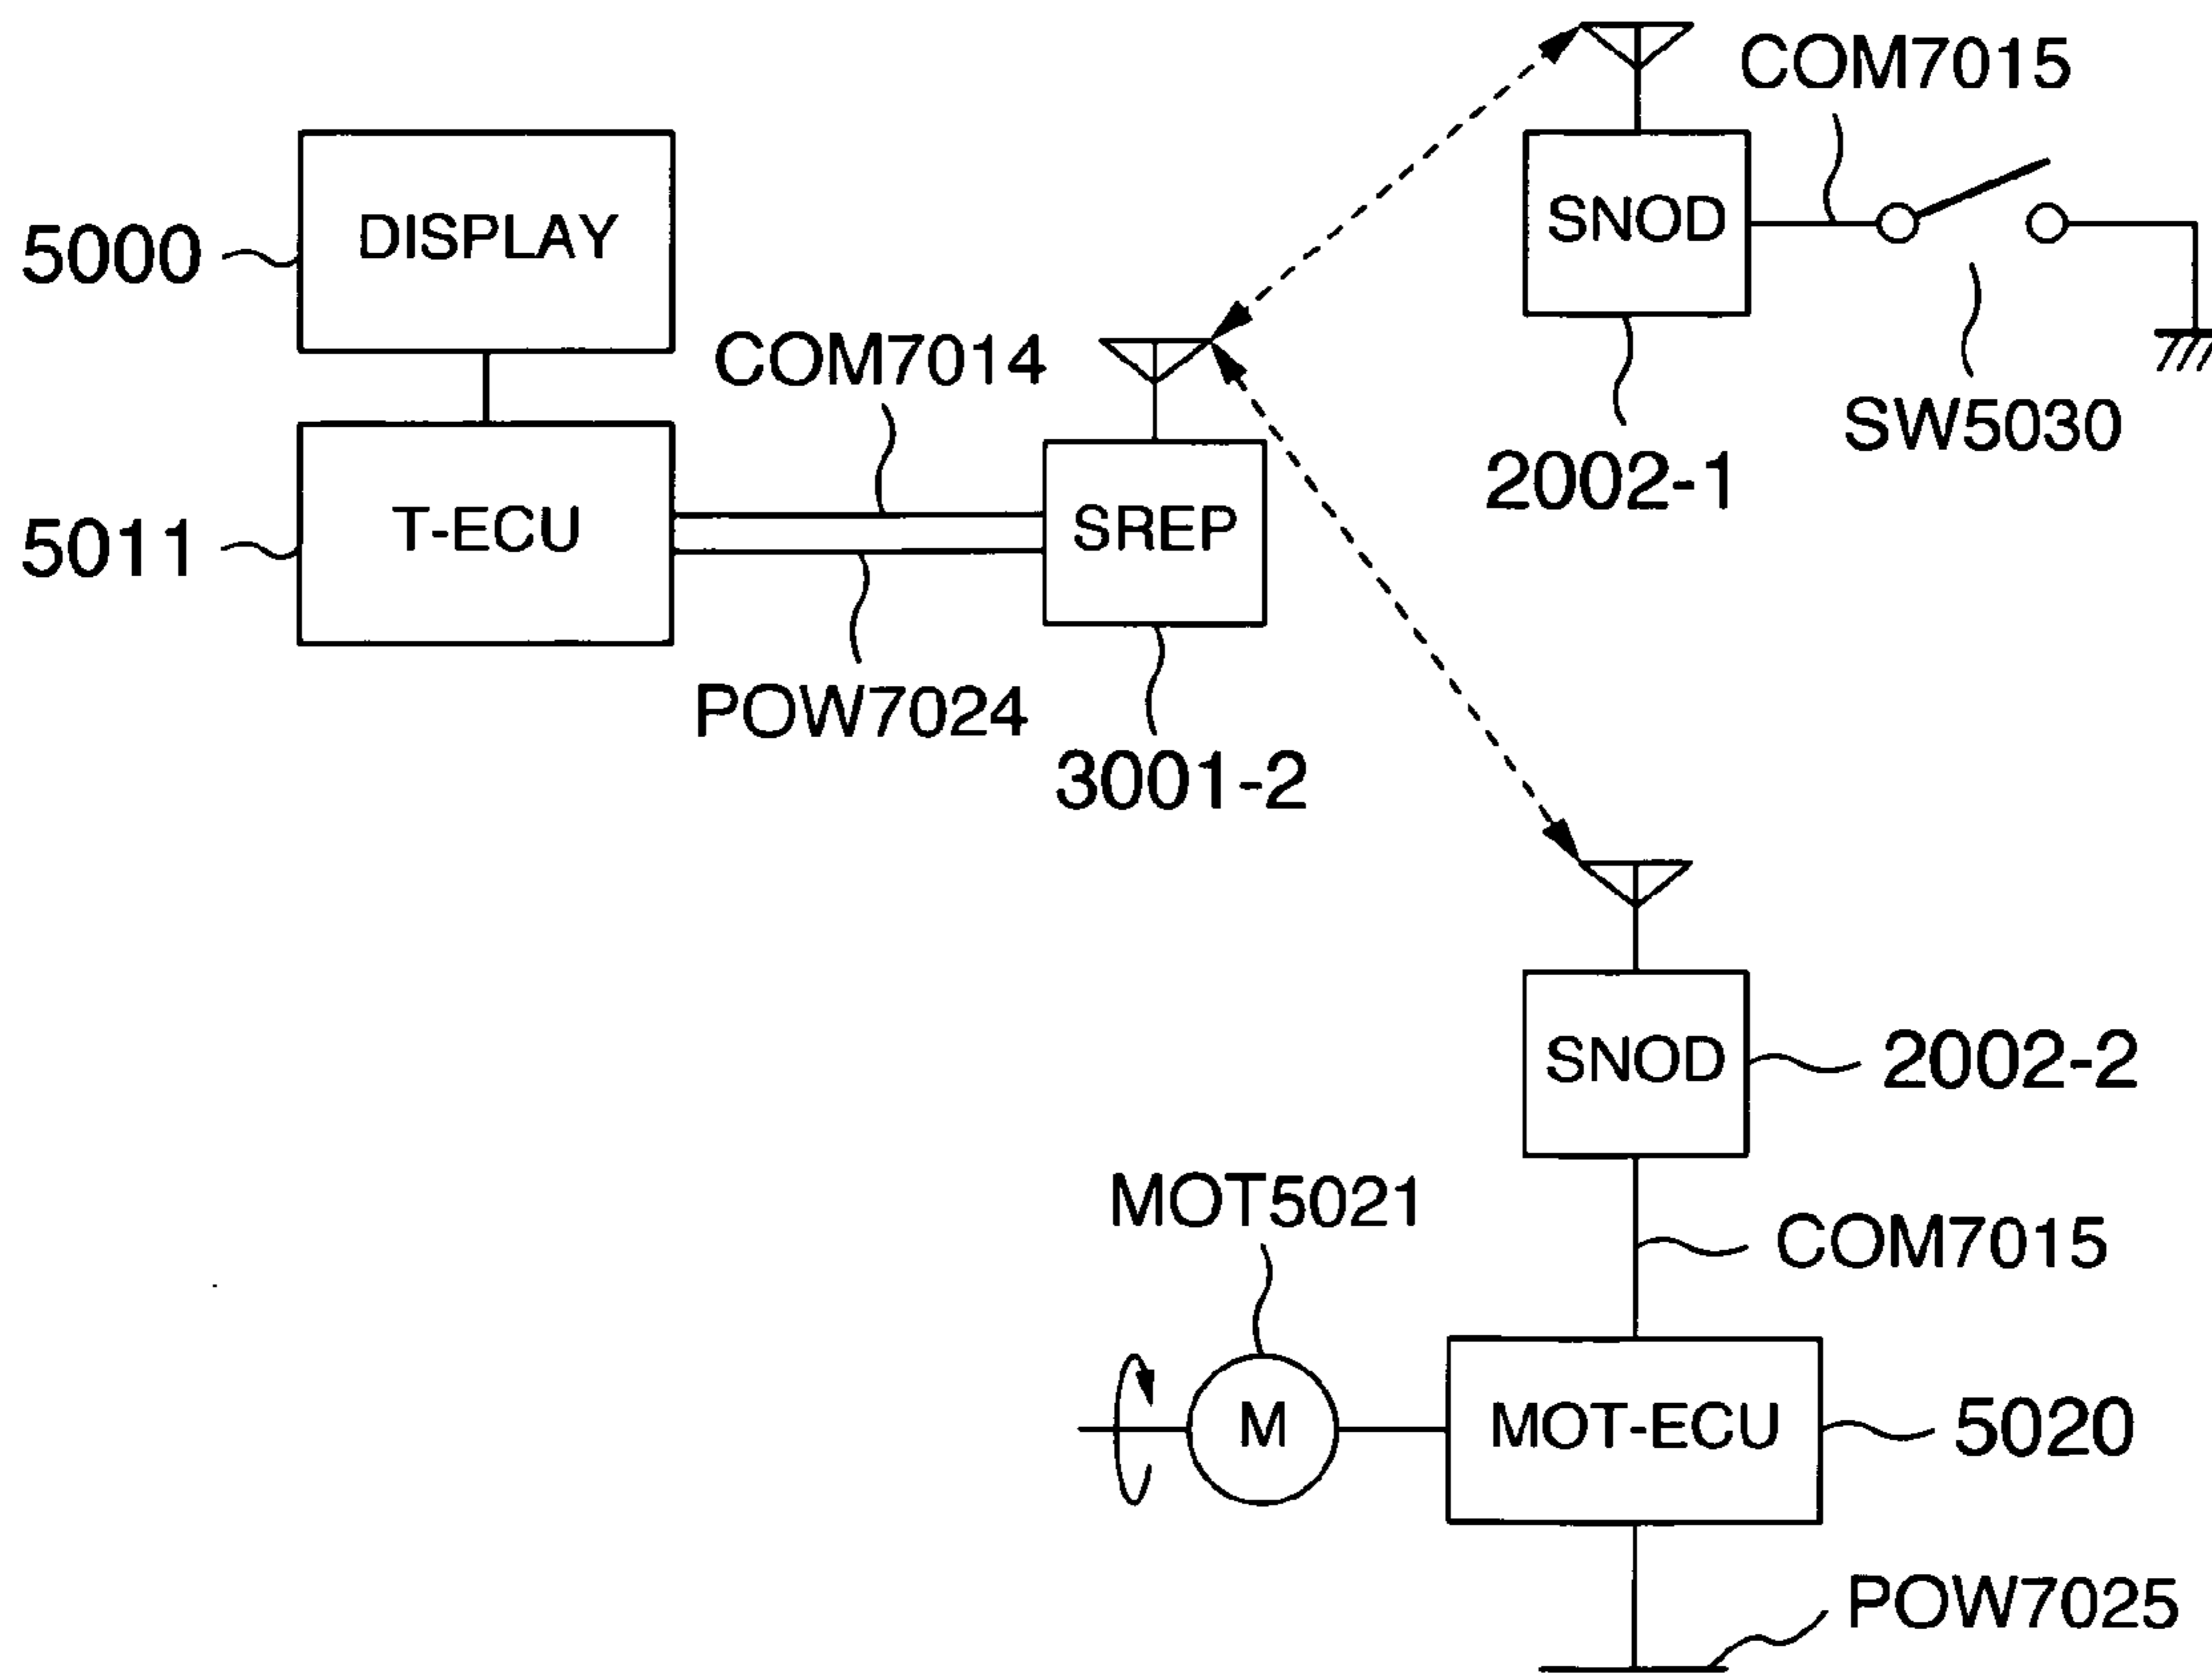 COM7015
DISPLAY
SNOD
5000
COM7014
SW5030
2002-1
T-ECU
SREP
5011
POW7024
3001-2
SNOD
2002-2
MOT5021
COM7015
M
MOT-ECU
5020
POW7025